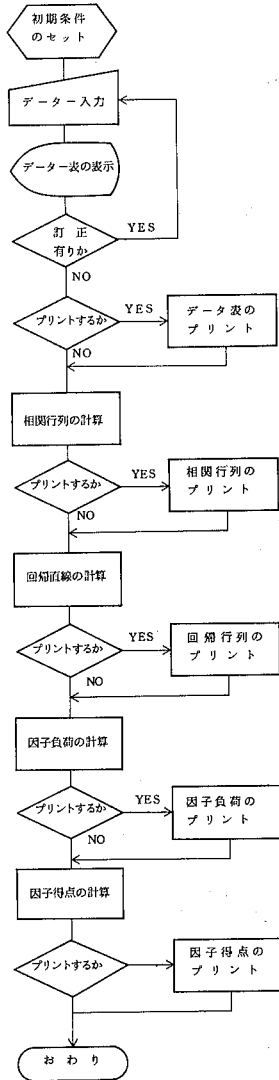 初期条件
のセット
データー入力
データー表の表示
訂 正
有りか
YES
NO
プリントするか
YES
データ表の
プリント
NO
相関行列の計算
プリントするか
YES
相関行列の
プリント
NO
回帰直線の計算
プリントするか
YES
回帰行列の
プリント
NO
因子負荷の計算
プリントするか
YES
因子負荷の
プリント
NO
因子得点の計算
プリントするか
因子得点の
プリント
おわり